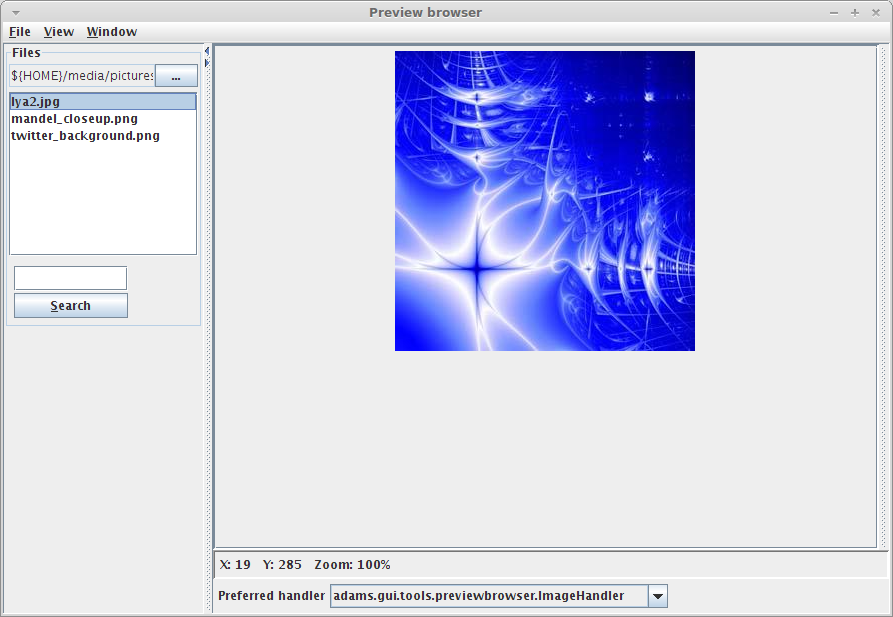 Preview browser
File View Window
Files
${HOME}/media/pictures
...
lya2.jpg
mandel_closeup.png
twitter_background.png
Search
X: 19 Y: 285 Zoom: 100%
Preferred handler adams.gui.tools.previewbrowser.ImageHandler